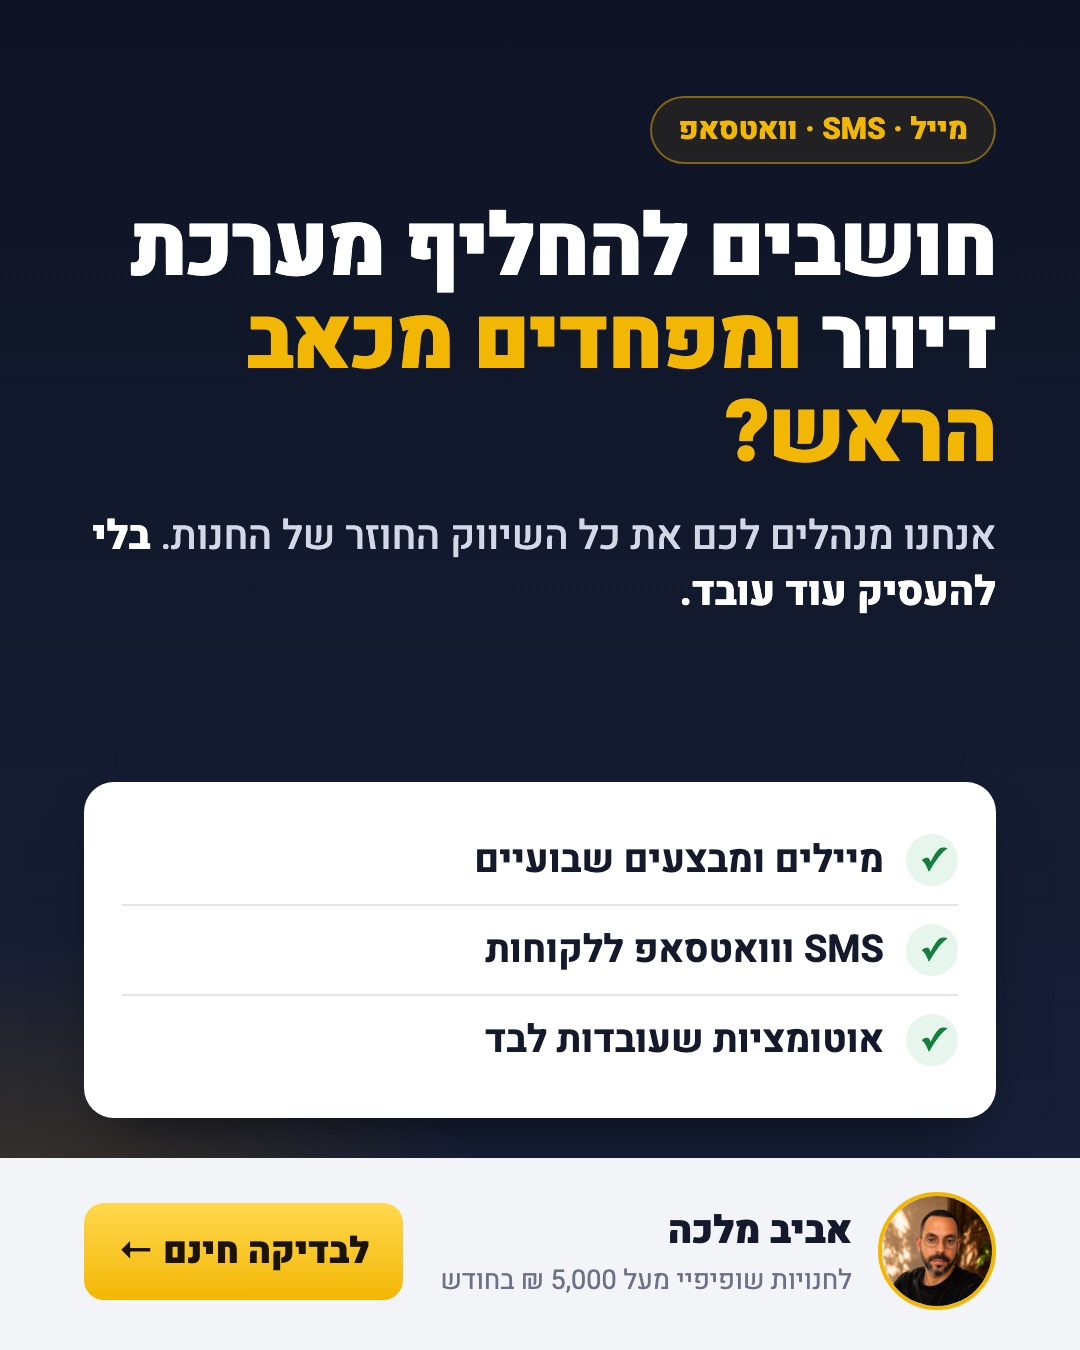 מייל · SMS · וואטסאפ
חושבים להחליף מערכת
דיוור ומפחדים מכאב
הראש?
אנחנו מנהלים לכם את כל השיווק החוזר של החנות. בלי
להעסיק עוד עובד.
מיילים ומבצעים שבועיים
SMS וווואטסאפ ללקוחות
אוטומציות שעובדות לבד
אביב מלכה
לחנויות שופיפיי מעל 5,000 ₪ בחודש
לבדיקה חינם ←